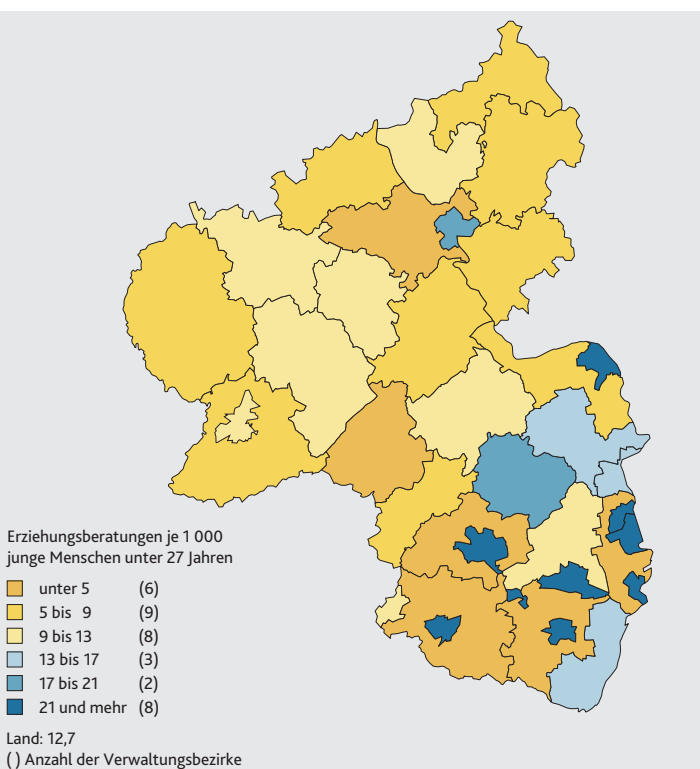 Erziehungsberatungen je 1 000
junge Menschen unter 27 Jahren
unter 5 (6)
5 bis 9 (9)
9 bis 13 (8)
13 bis 17 (3)
17 bis 21 (2)
21 und mehr (8)
Land: 12,7
( ) Anzahl der Verwaltungsbezirke